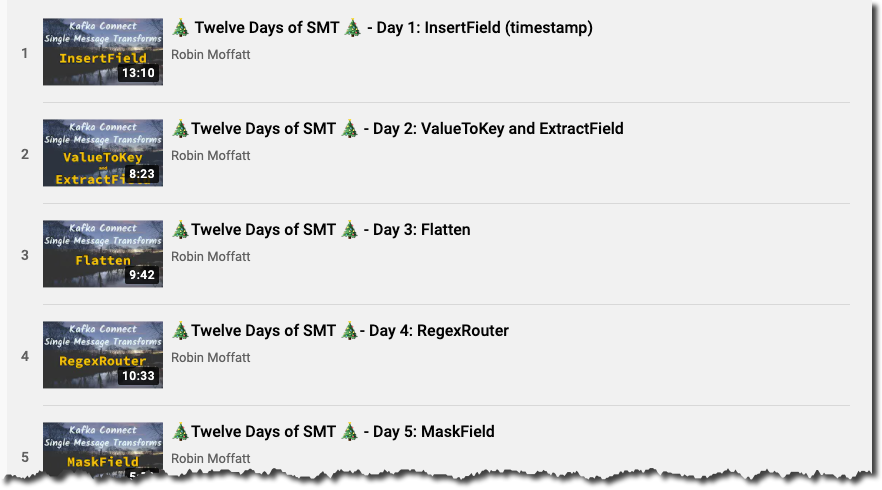 1
Kafka Connect
Single Message Transforms
InsertField
13:10
🎄 Twelve Days of SMT 🎄 - Day 1: InsertField (timestamp)
Robin Moffatt
2
Kafka Connect
Single Message Transforms
ValueToKey
8:23
🎄Twelve Days of SMT 🎄 - Day 2: ValueToKey and ExtractField
Robin Moffatt
3
Kafka Connect
Single Message Transforms
Flatten
9:42
🎄Twelve Days of SMT 🎄 - Day 3: Flatten
Robin Moffatt
4
Kafka Connect
Single Message Transforms
RegexRouter
10:33
🎄Twelve Days of SMT 🎄- Day 4: RegexRouter
Robin Moffatt
5
Kafka Connect
Single Message Transforms
MaskField
🎄Twelve Days of SMT 🎄 - Day 5: MaskField
Robin Moffatt